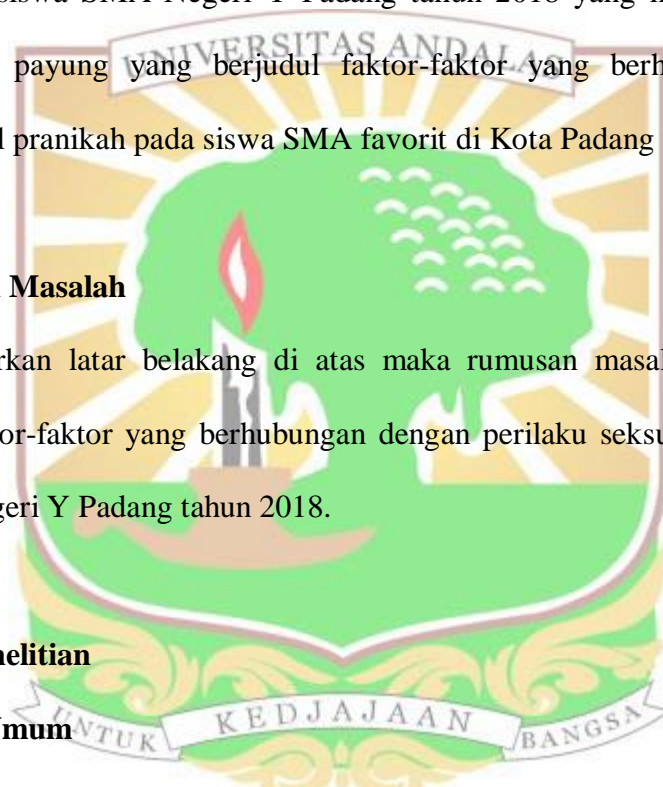 siswa SMA Negeri Y Padang tahun 2018 yang
UNIVERSITAS ANDALAS
payung yang berjudul faktor-faktor yang berh
l pranikah pada siswa SMA favorit di Kota Padang
Masalah
rkan latar belakang di atas maka rumusan masal
or-faktor yang berhubungan dengan perilaku seksu
geri Y Padang tahun 2018.
nelitian
Umum
UNTUK KEDJAJAAN BANGSA